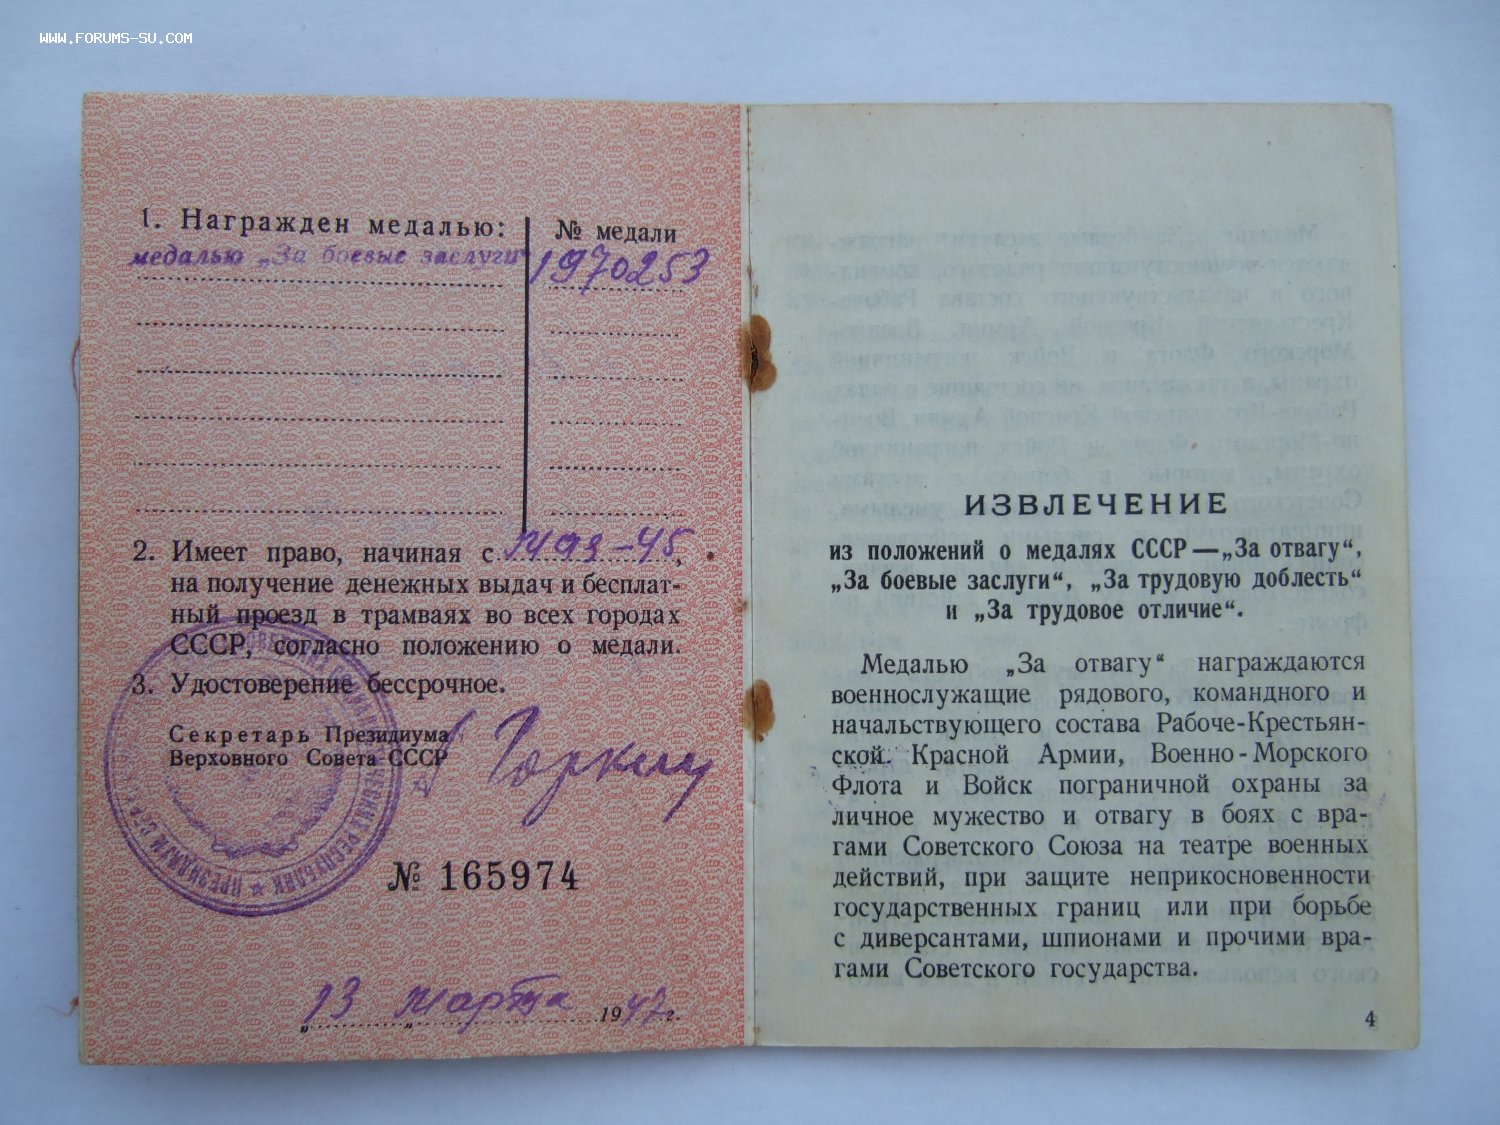 WWW.FORUMS-SU.COM
1. Награжден медалью:
№ медали
медалью „За боевые заслуги"
1970253
2. Имеет право, начиная с
-45,
на получение денежных выдач и бесплат-
ный проезд в трамваях во всех городах
СССР, согласно положению о медали.
3. Удостоверение бессрочное.
Секретарь Президиума
Верховного Совета СССР
Горкин
№ 165974
„13 „ марта 1947 г.
ИЗВЛЕЧЕНИЕ
из положений о медалях СССР—„За отвагу“,
„За боевые заслуги“, „За трудовую доблесть“
и „За трудовое отличие“.
Медалью „За отвагу“ награждаются
военнослужащие рядового, командного и
начальствующего состава Рабоче-Крестьян-
ской Красной Армии, Военно-Морского
Флота и Войск пограничной охраны за
личное мужество и отвагу в боях с вра-
гами Советского Союза на театре военных
действий, при защите неприкосновенности
государственных границ или при борьбе
с диверсантами, шпионами и прочими вра-
гами Советского государства.
4